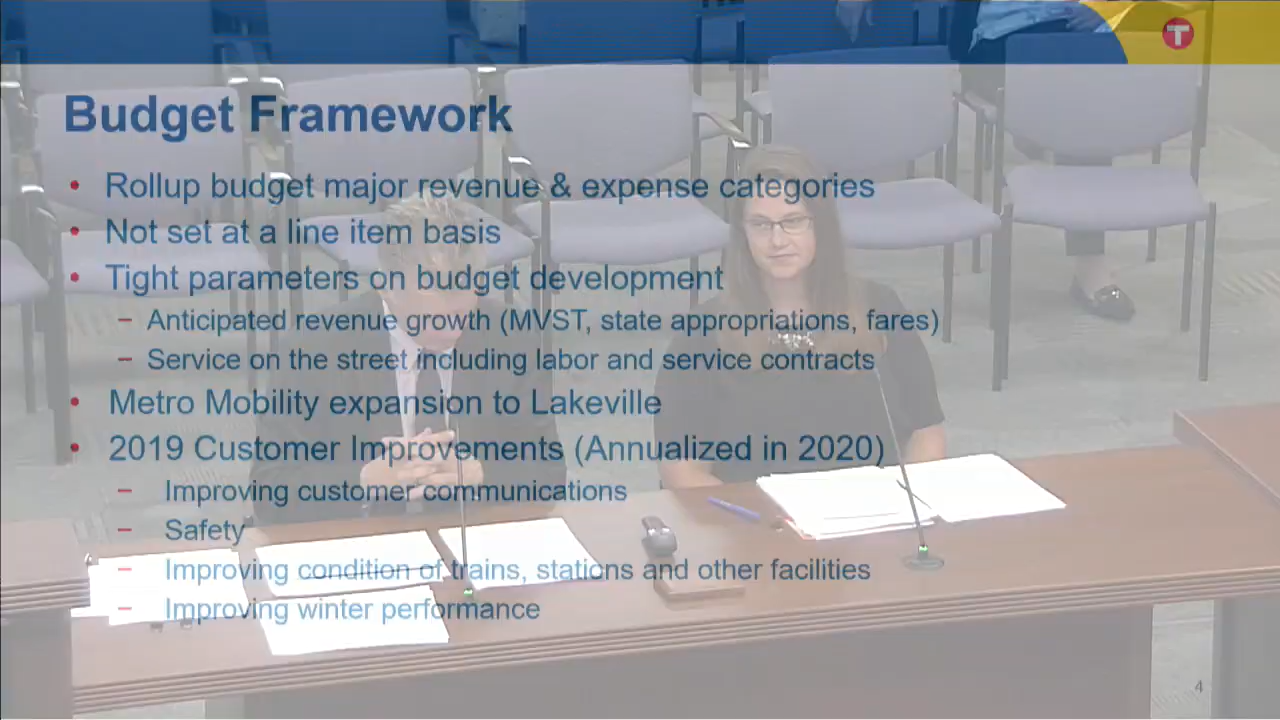 T
Budget Framework
• Rollup budget major revenue & expense categories
• Not set at a line item basis
• Tight parameters on budget development
– Anticipated revenue growth (MVST, state appropriations, fares)
– Service on the street including labor and service contracts
• Metro Mobility expansion to Lakeville
• 2019 Customer Improvements (Annualized in 2020)
– Improving customer communications
– Safety
– Improving condition of trains, stations and other facilities
– Improving winter performance
4